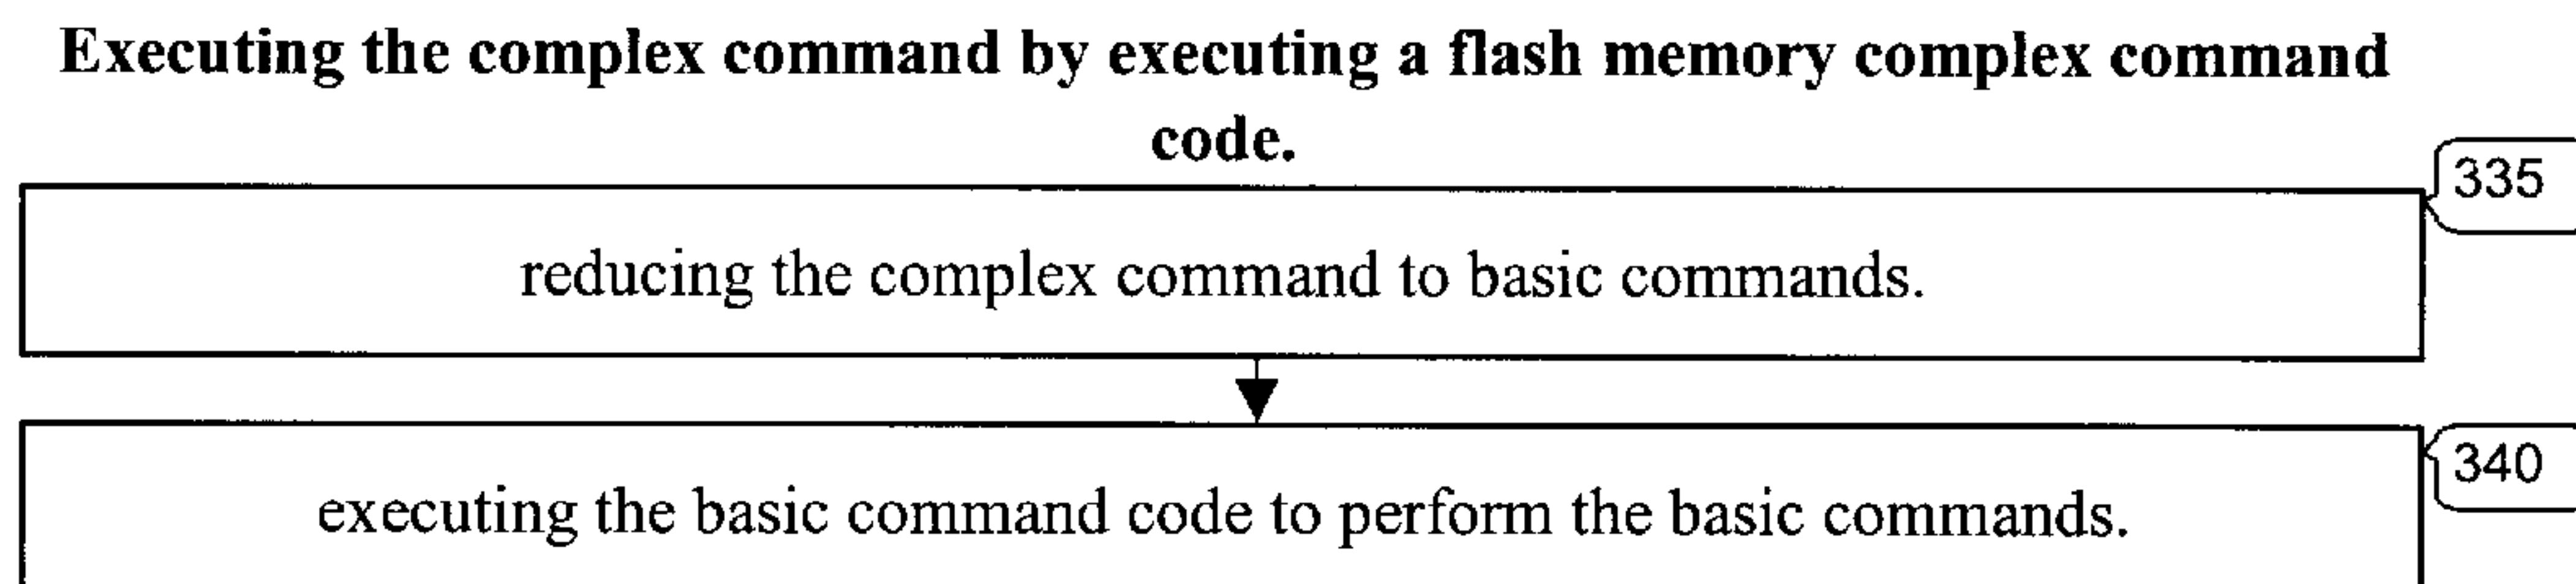 Executing the complex command by executing a flash memory complex command
code.
335
reducing the complex command to basic commands.
340
executing the basic command code to perform the basic commands.